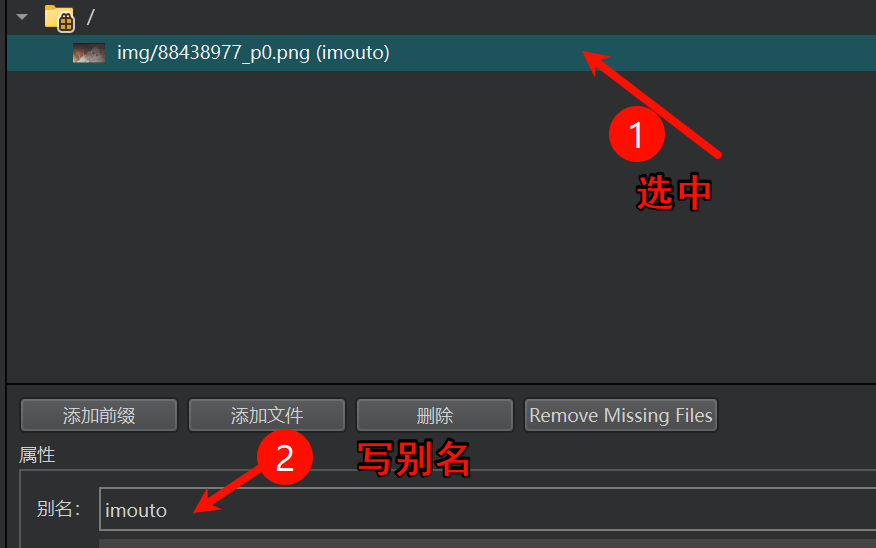 /
img/88438977_p0.png (imouto)
1
选中
添加前缀 添加文件 删除 Remove Missing Files
属性
2 写别名
别名: imouto